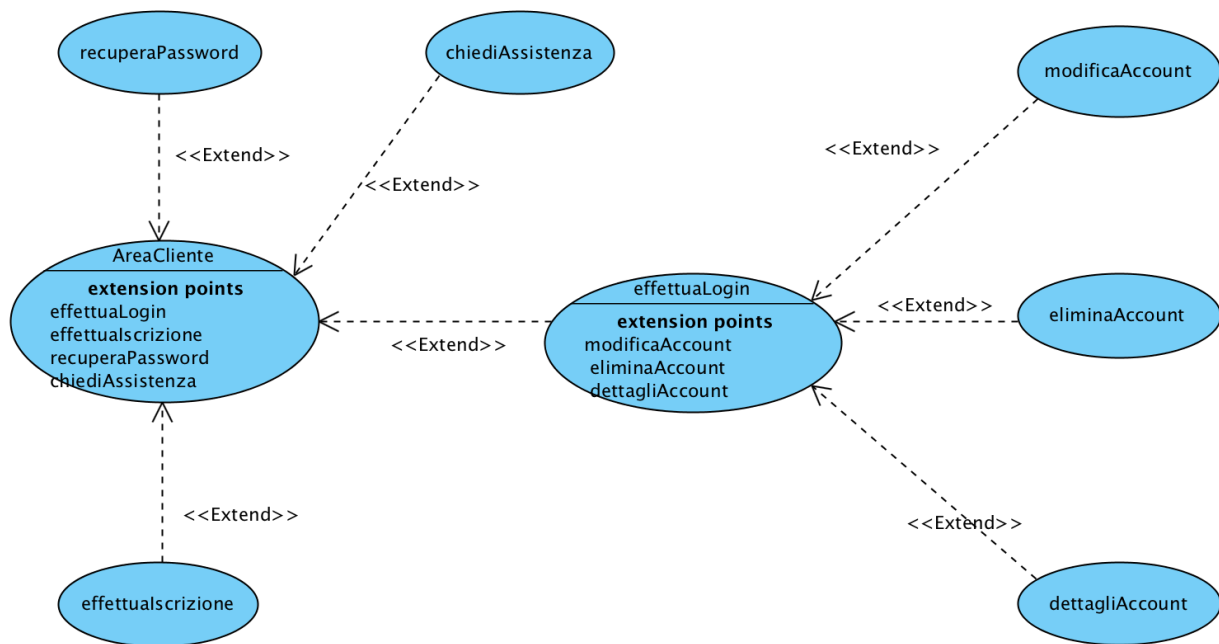 recuperaPassword
chiediAssistenza
modificaAccount
<<Extend>>
<<Extend>>
<<Extend>>
AreaCliente
extension points
effettuaLogin
effettuaIscrizione
recuperaPassword
chiediAssistenza
<<Extend>>
effettuaLogin
extension points
modificaAccount
eliminaAccount
dettagliAccount
<<Extend>>
eliminaAccount
<<Extend>>
<<Extend>>
effettuaIscrizione
dettagliAccount